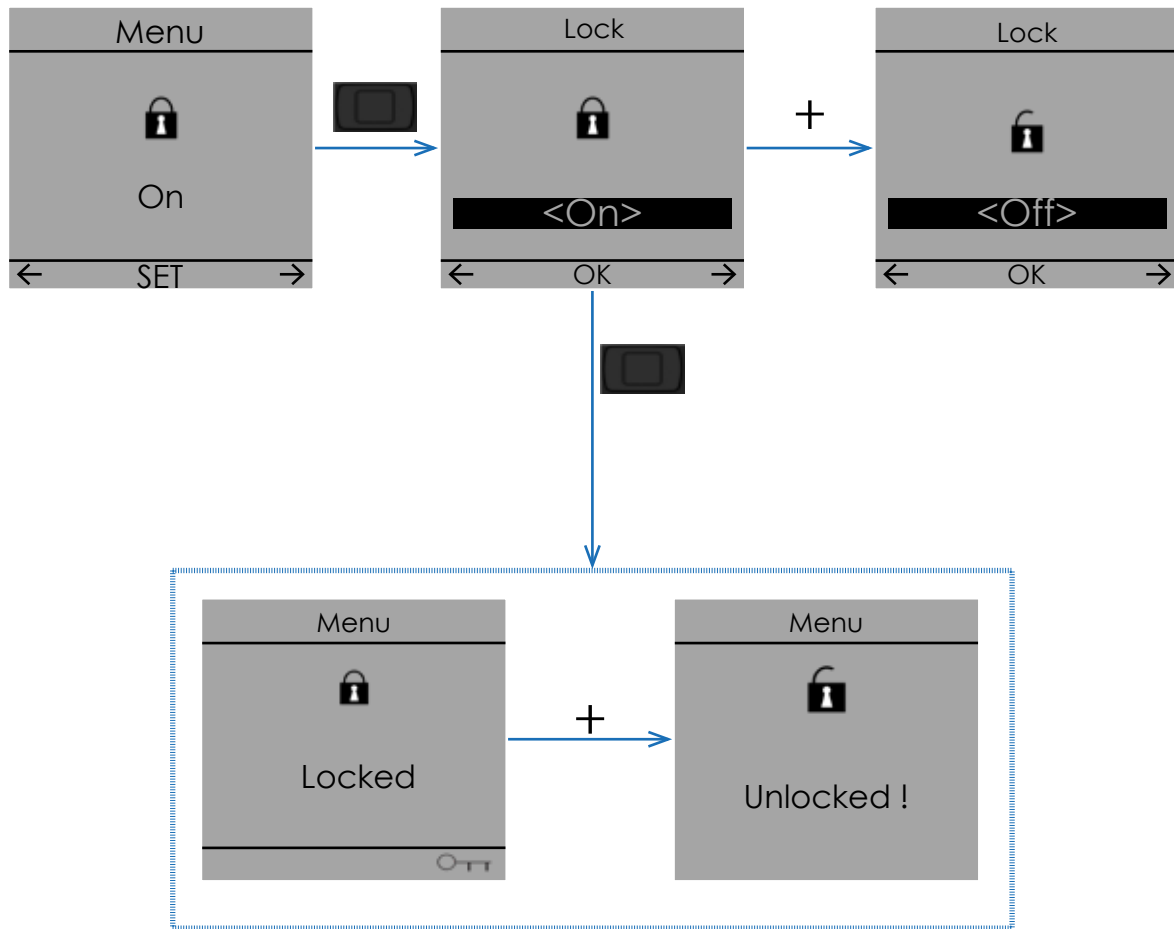 Menu
On
← SET →
Lock
<On>
← OK →
+
Lock
<Off>
← OK →
Menu
Locked
+
Menu
Unlocked !